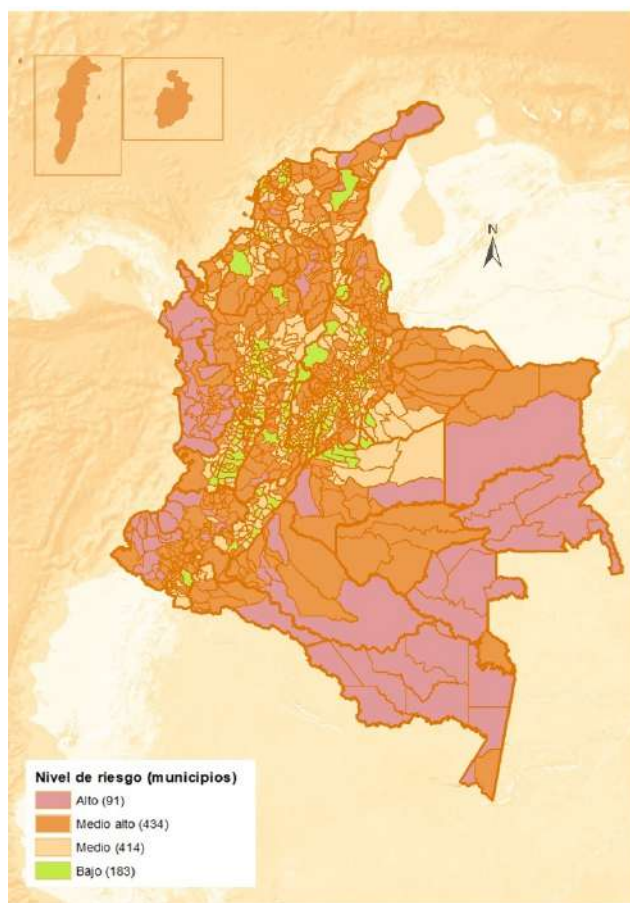 N
Nivel de riesgo (municipios)
Alto (91)
Medio alto (434)
Medio (414)
Bajo (183)